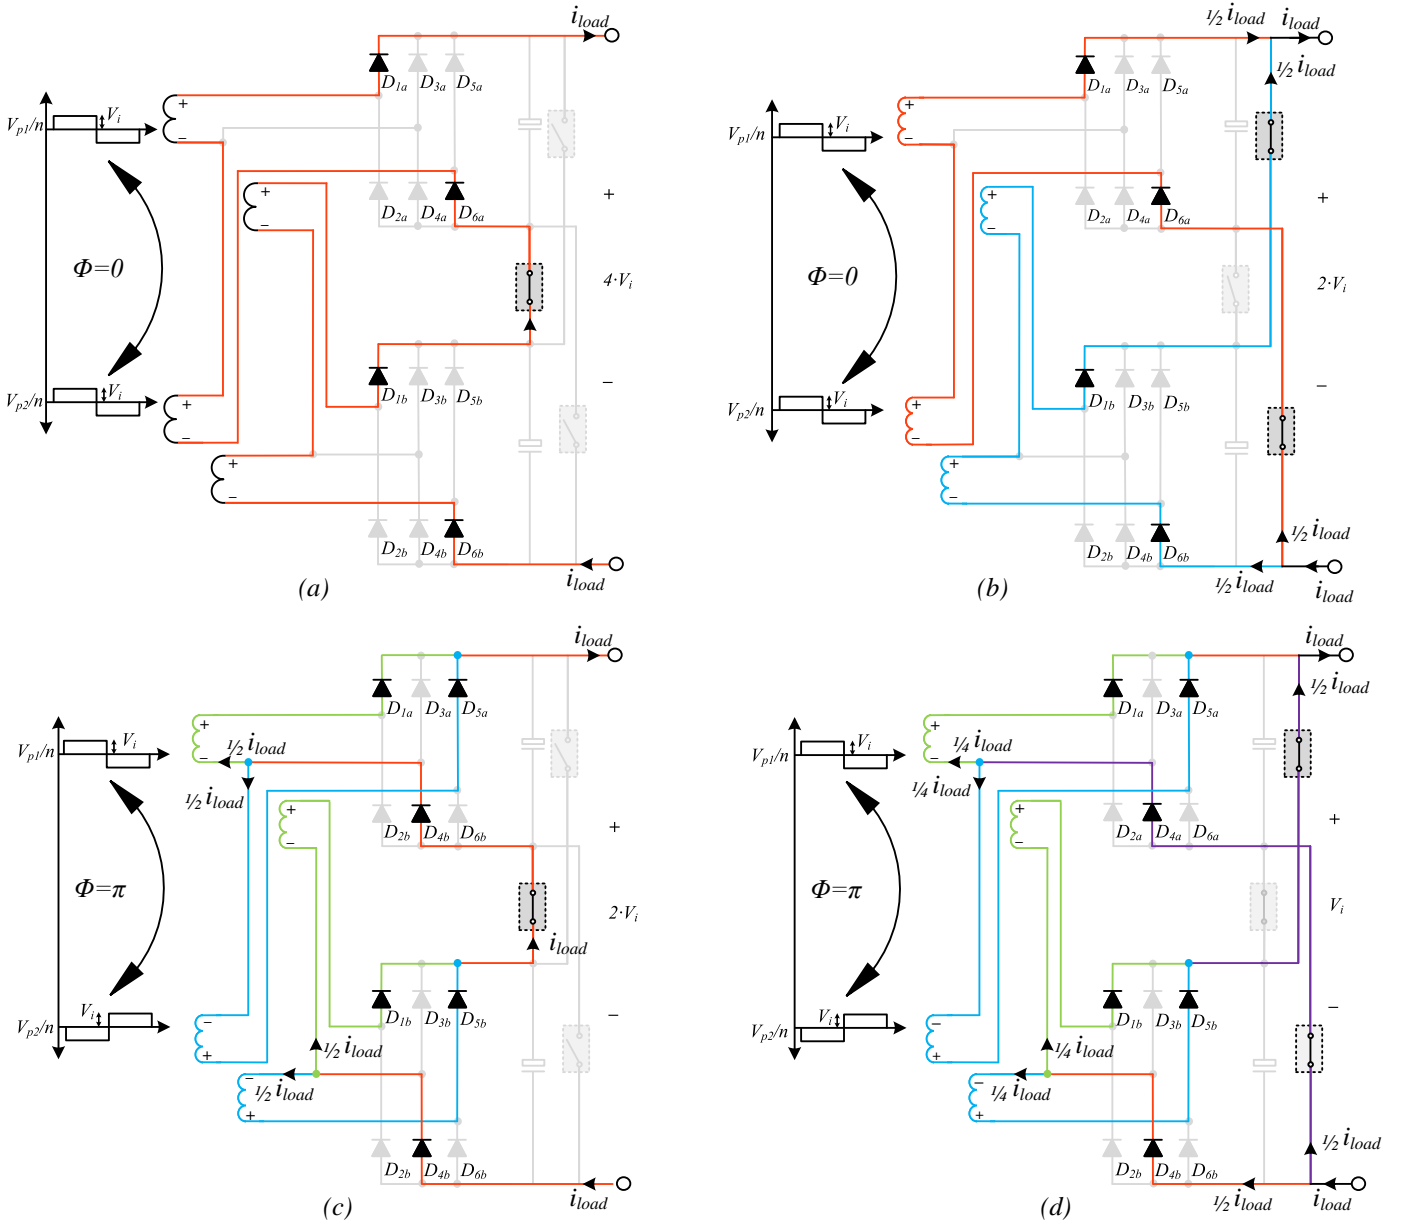 i_load
D_1a D_3a D_5a
V_p1/n V_i
+
−
D_2a D_4a D_6a
+
−
+
Φ=0
4·V_i
D_1b D_3b D_5b
−
V_p2/n V_i
+
−
+
−
D_2b D_4b D_6b
i_load
(a)
½ i_load i_load
½ i_load
D_1a D_3a D_5a
V_p1/n V_i
+
−
D_2a D_4a D_6a
+
−
+
Φ=0
2·V_i
D_1b D_3b D_5b
−
V_p2/n V_i
+
−
+
−
D_2b D_4b D_6b
½ i_load
½ i_load i_load
(b)
i_load
D_1a D_3a D_5a
V_p1/n V_i
+
−
½ i_load
½ i_load
D_2b D_4b D_6b
+
−
+
Φ=π
2·V_i
i_load
D_1b D_3b D_5b
−
V_p2/n V_i
−
+
½ i_load
½ i_load
−
+
D_2b D_4b D_6b
i_load
(c)
i_load
½ i_load
D_1a D_3a D_5a
V_p1/n V_i
+
−
¼ i_load
¼ i_load
D_2a D_4a D_6a
+
−
+
Φ=π
V_i
D_1b D_3b D_5b
−
V_p2/n V_i
−
+
¼ i_load
¼ i_load
−
+
D_2b D_4b D_6b
½ i_load
½ i_load i_load
(d)